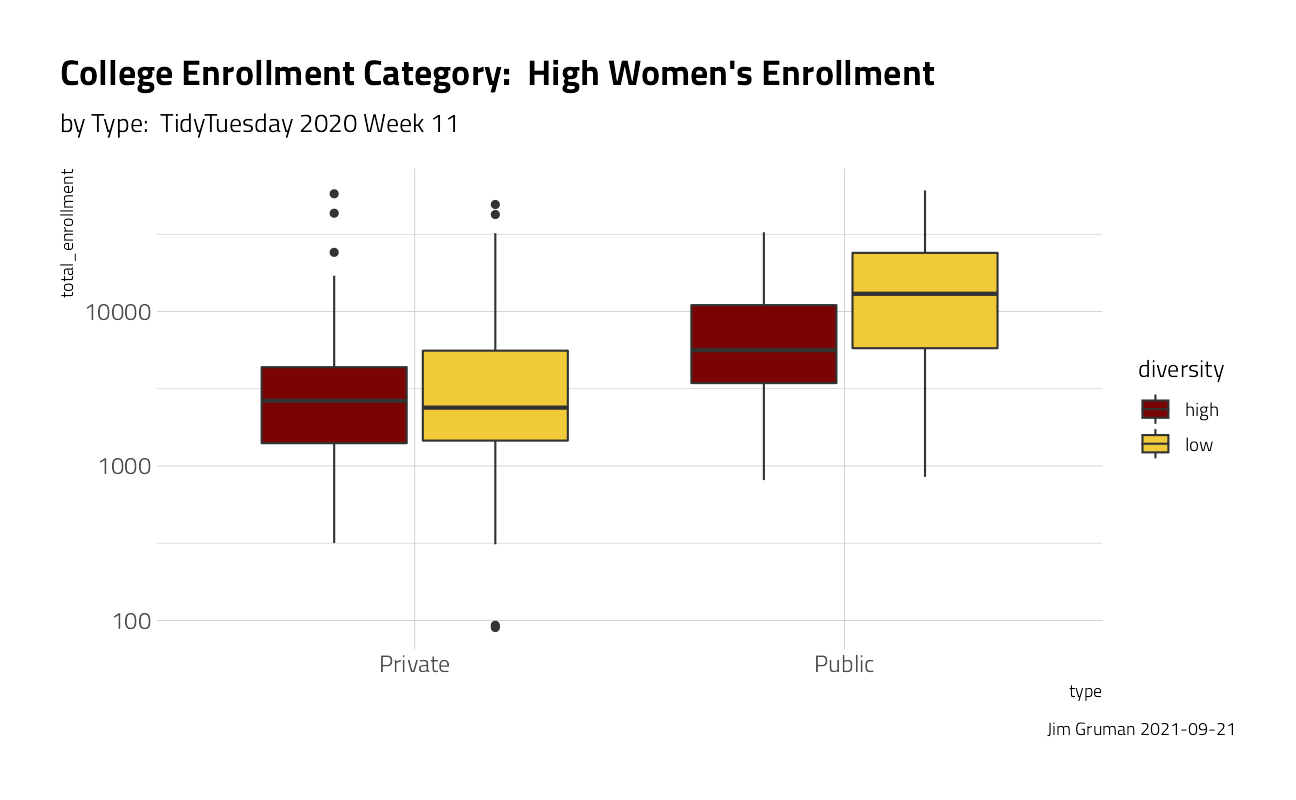 College Enrollment Category:  High Women's Enrollment
by Type:  TidyTuesday 2020 Week 11
total_enrollment
10000
1000
100
Private
Public
type
diversity
high
low
Jim Gruman 2021-09-21